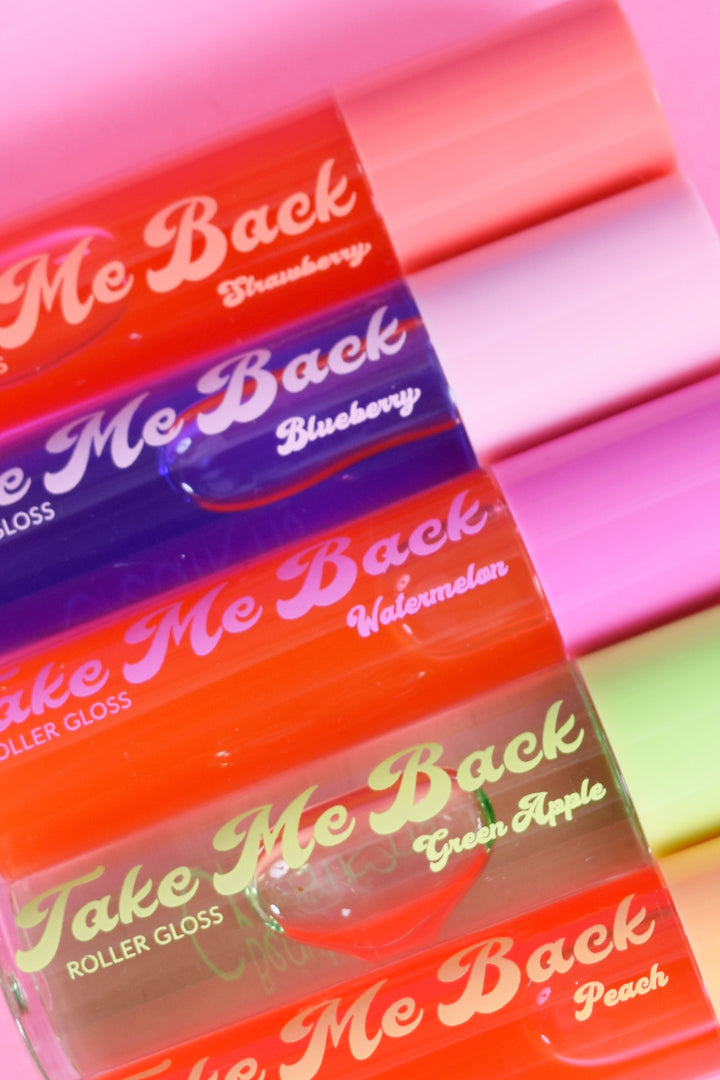 Me Back
Strawberry
Me Back
Blueberry
GLOSS
Take Me Back
Watermelon
ROLLER GLOSS
Take Me Back
Green Apple
ROLLER GLOSS
Take Me Back
Peach